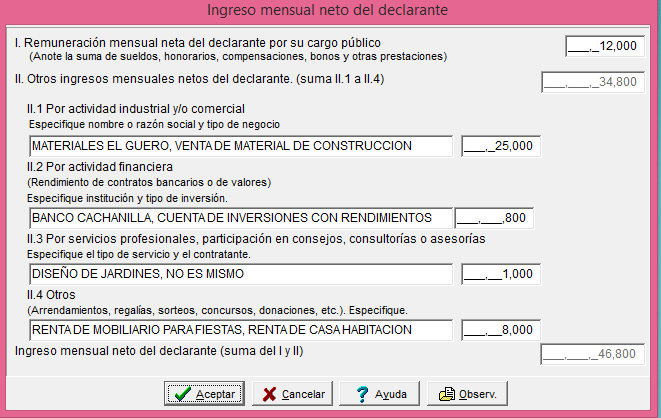 Ingreso mensual neto del declarante
I. Remuneración mensual neta del declarante por su cargo público
(Anote la suma de sueldos, honorarios, compensaciones, bonos y otras prestaciones)
___,_12,000
II. Otros ingresos mensuales netos del declarante. (suma II.1 a II.4)
___,___,_34,800
II.1 Por actividad industrial y/o comercial
Especifique nombre o razón social y tipo de negocio
MATERIALES EL GUERO, VENTA DE MATERIAL DE CONSTRUCCION
___,_25,000
II.2 Por actividad financiera
(Rendimiento de contratos bancarios o de valores)
Especifique institución y tipo de inversión.
BANCO CACHANILLA, CUENTA DE INVERSIONES CON RENDIMIENTOS
___,___,800
II.3 Por servicios profesionales, participación en consejos, consultorías o asesorías
Especifique el tipo de servicio y el contratante.
DISEÑO DE JARDINES, NO ES MISMO
___,__1,000
II.4 Otros
(Arrendamientos, regalías, sorteos, concursos, donaciones, etc.). Especifique.
RENTA DE MOBILIARIO PARA FIESTAS, RENTA DE CASA HABITACION
___,__8,000
Ingreso mensual neto del declarante (suma del I y II)
___,___,_46,800
Aceptar
Cancelar
Ayuda
Observ.